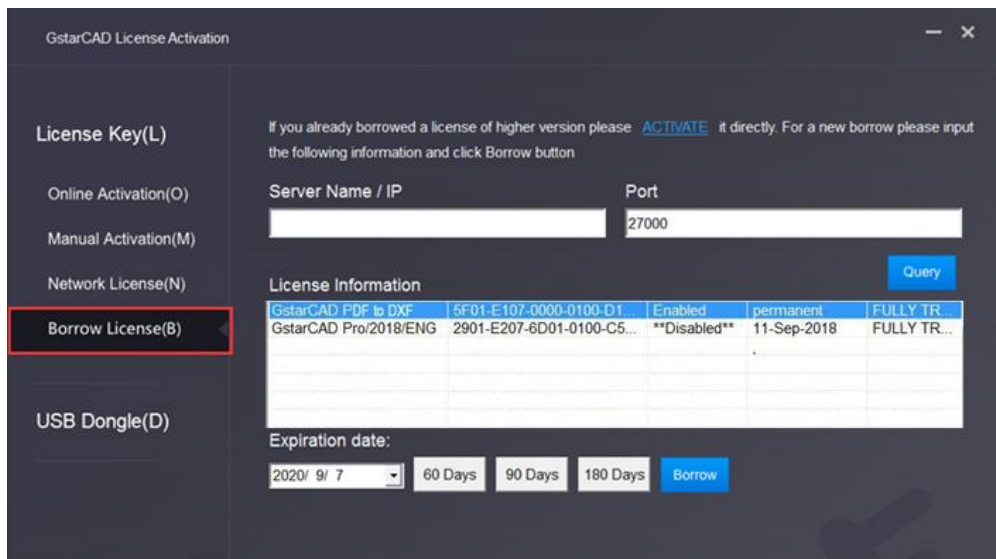 GstarCAD License Activation
License Key(L)
Online Activation(O)
Manual Activation(M)
Network License(N)
Borrow License(B)
USB Dongle(D)
If you already borrowed a license of higher version please ACTIVATE it directly. For a new borrow please input
the following information and click Borrow button
Server Name / IP Port
27000
Query
License Information
GstarCAD PDF to DXF 5F01-E107-0000-0100-D1... Enabled permanent FULLY TR...
GstarCAD Pro/2018/ENG 2901-E207-6D01-0100-C5... **Disabled** 11-Sep-2018 FULLY TR...
Expiration date:
2020/ 9/ 7 60 Days 90 Days 180 Days Borrow